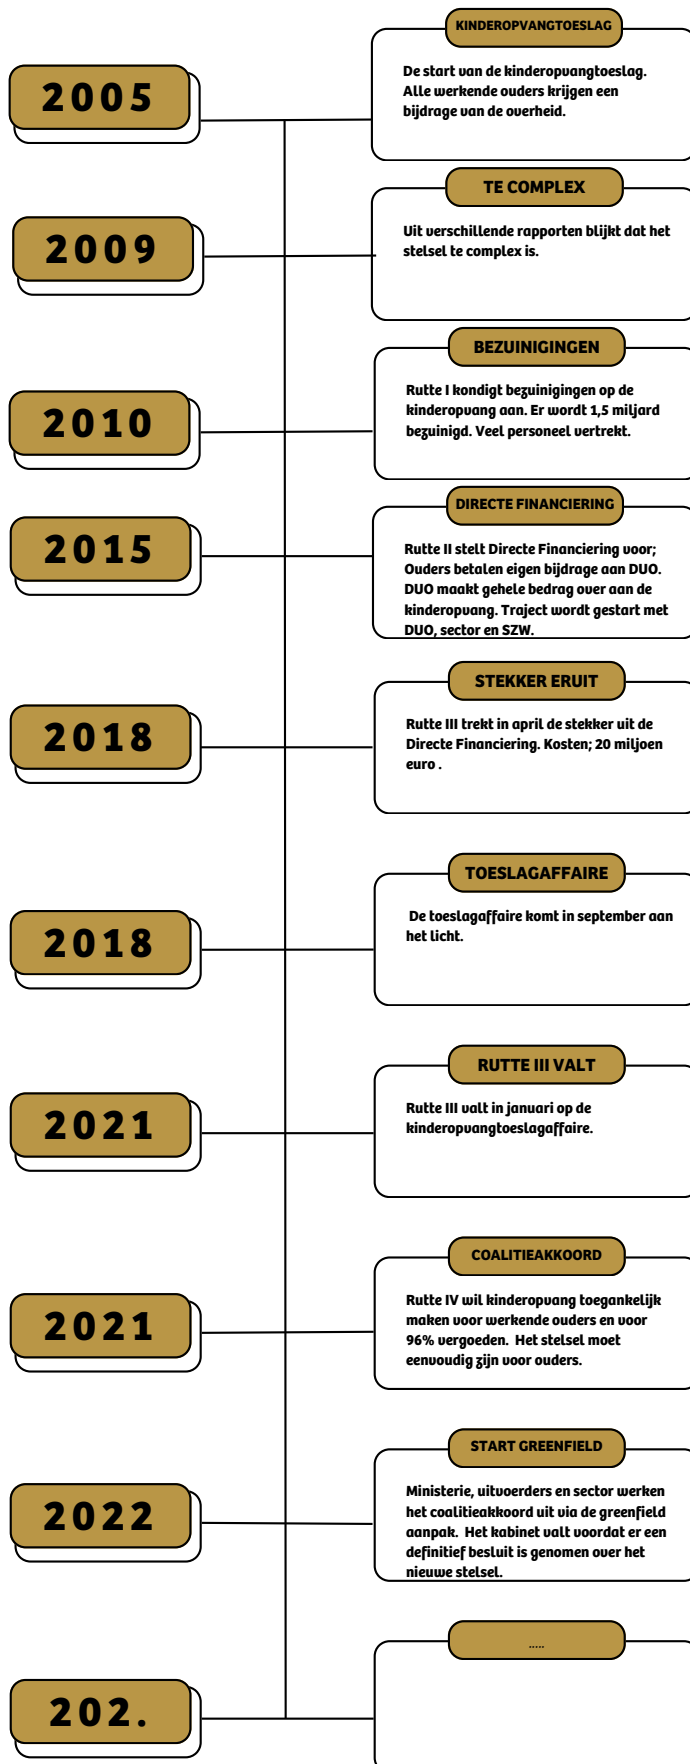 KINDEROPVANGTOESLAG
2005
De start van de kinderopvangtoeslag.
Alle werkende ouders krijgen een
bijdrage van de overheid.
TE COMPLEX
2009
Uit verschillende rapporten blijkt dat het
stelsel te complex is.
BEZUINIGINGEN
2010
Rutte I kondigt bezuinigingen op de
kinderopvang aan. Er wordt 1,5 miljard
bezuinigd. Veel personeel vertrekt.
DIRECTE FINANCIERING
2015
Rutte II stelt Directe Financiering voor;
Ouders betalen eigen bijdrage aan DUO.
DUO maakt gehele bedrag over aan de
kinderopvang. Traject wordt gestart met
DUO, sector en SZW.
STEKKER ERUIT
2018
Rutte III trekt in april de stekker uit de
Directe Financiering. Kosten; 20 miljoen
euro .
TOESLAGAFFAIRE
2018
De toeslagaffaire komt in september aan
het licht.
RUTTE III VALT
2021
Rutte III valt in januari op de
kinderopvangtoeslagaffaire.
COALITIEAKKOORD
2021
Rutte IV wil kinderopvang toegankelijk
maken voor werkende ouders en voor
96% vergoeden. Het stelsel moet
eenvoudig zijn voor ouders.
START GREENFIELD
2022
Ministerie, uitvoerders en sector werken
het coalitieakkoord uit via de greenfield
aanpak. Het kabinet valt voordat er een
definitief besluit is genomen over het
nieuwe stelsel.
.....
202.